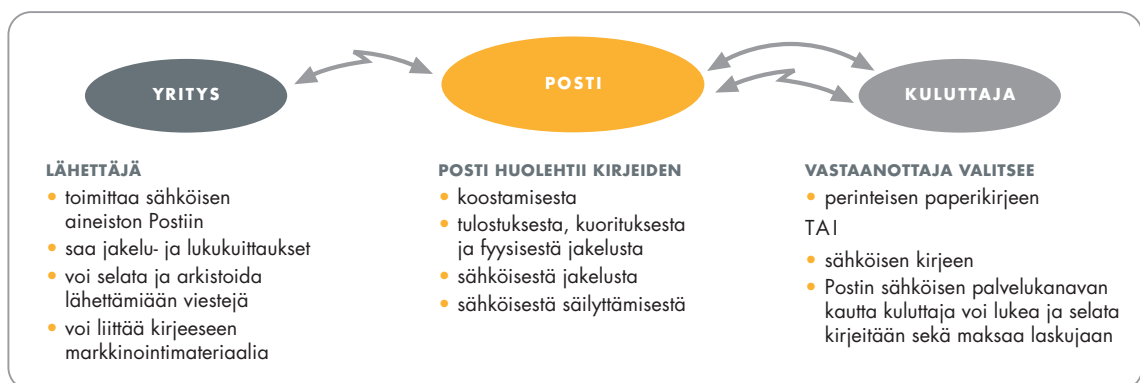 YRITYS
POSTI
KULUTTAJA
LÄHETTÄJÄ
• toimittaa sähköisen
aineiston Postiin
• saa jakelu- ja lukukuittaukset
• voi selata ja arkistoida
lähettämiään viestejä
• voi liittää kirjeeseen
markkinointimateriaalia
POSTI HUOLEHTII KIRJEIDEN
• koostamisesta
• tulostuksesta, kuorituksesta
ja fyysisestä jakelusta
• sähköisestä jakelusta
• sähköisestä säilyttämisestä
VASTAANOTTAJA VALITSEE
• perinteisen paperikirjeen
TAI
• sähköisen kirjeen
• Postin sähköisen palvelukanavan
kautta kuluttaja voi lukea ja selata
kirjeitään sekä maksaa laskujaan